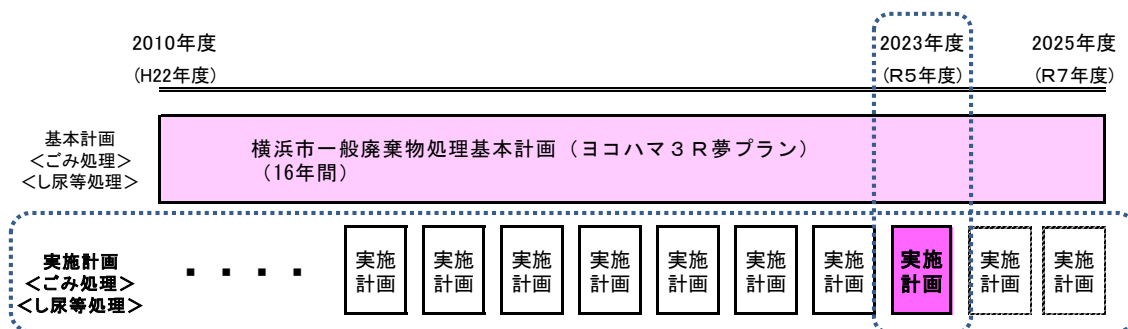 2010年度
(H22年度)
2023年度
(R5年度)
2025年度
(R7年度)
基本計画
<ごみ処理>
<し尿等処理>
横浜市一般廃棄物処理基本計画（ヨコハマ３Ｒ夢プラン）
（16年間）
実施計画
<ごみ処理>
<し尿等処理>
・・・・
実施
計画
実施
計画
実施
計画
実施
計画
実施
計画
実施
計画
実施
計画
実施
計画
実施
計画
実施
計画